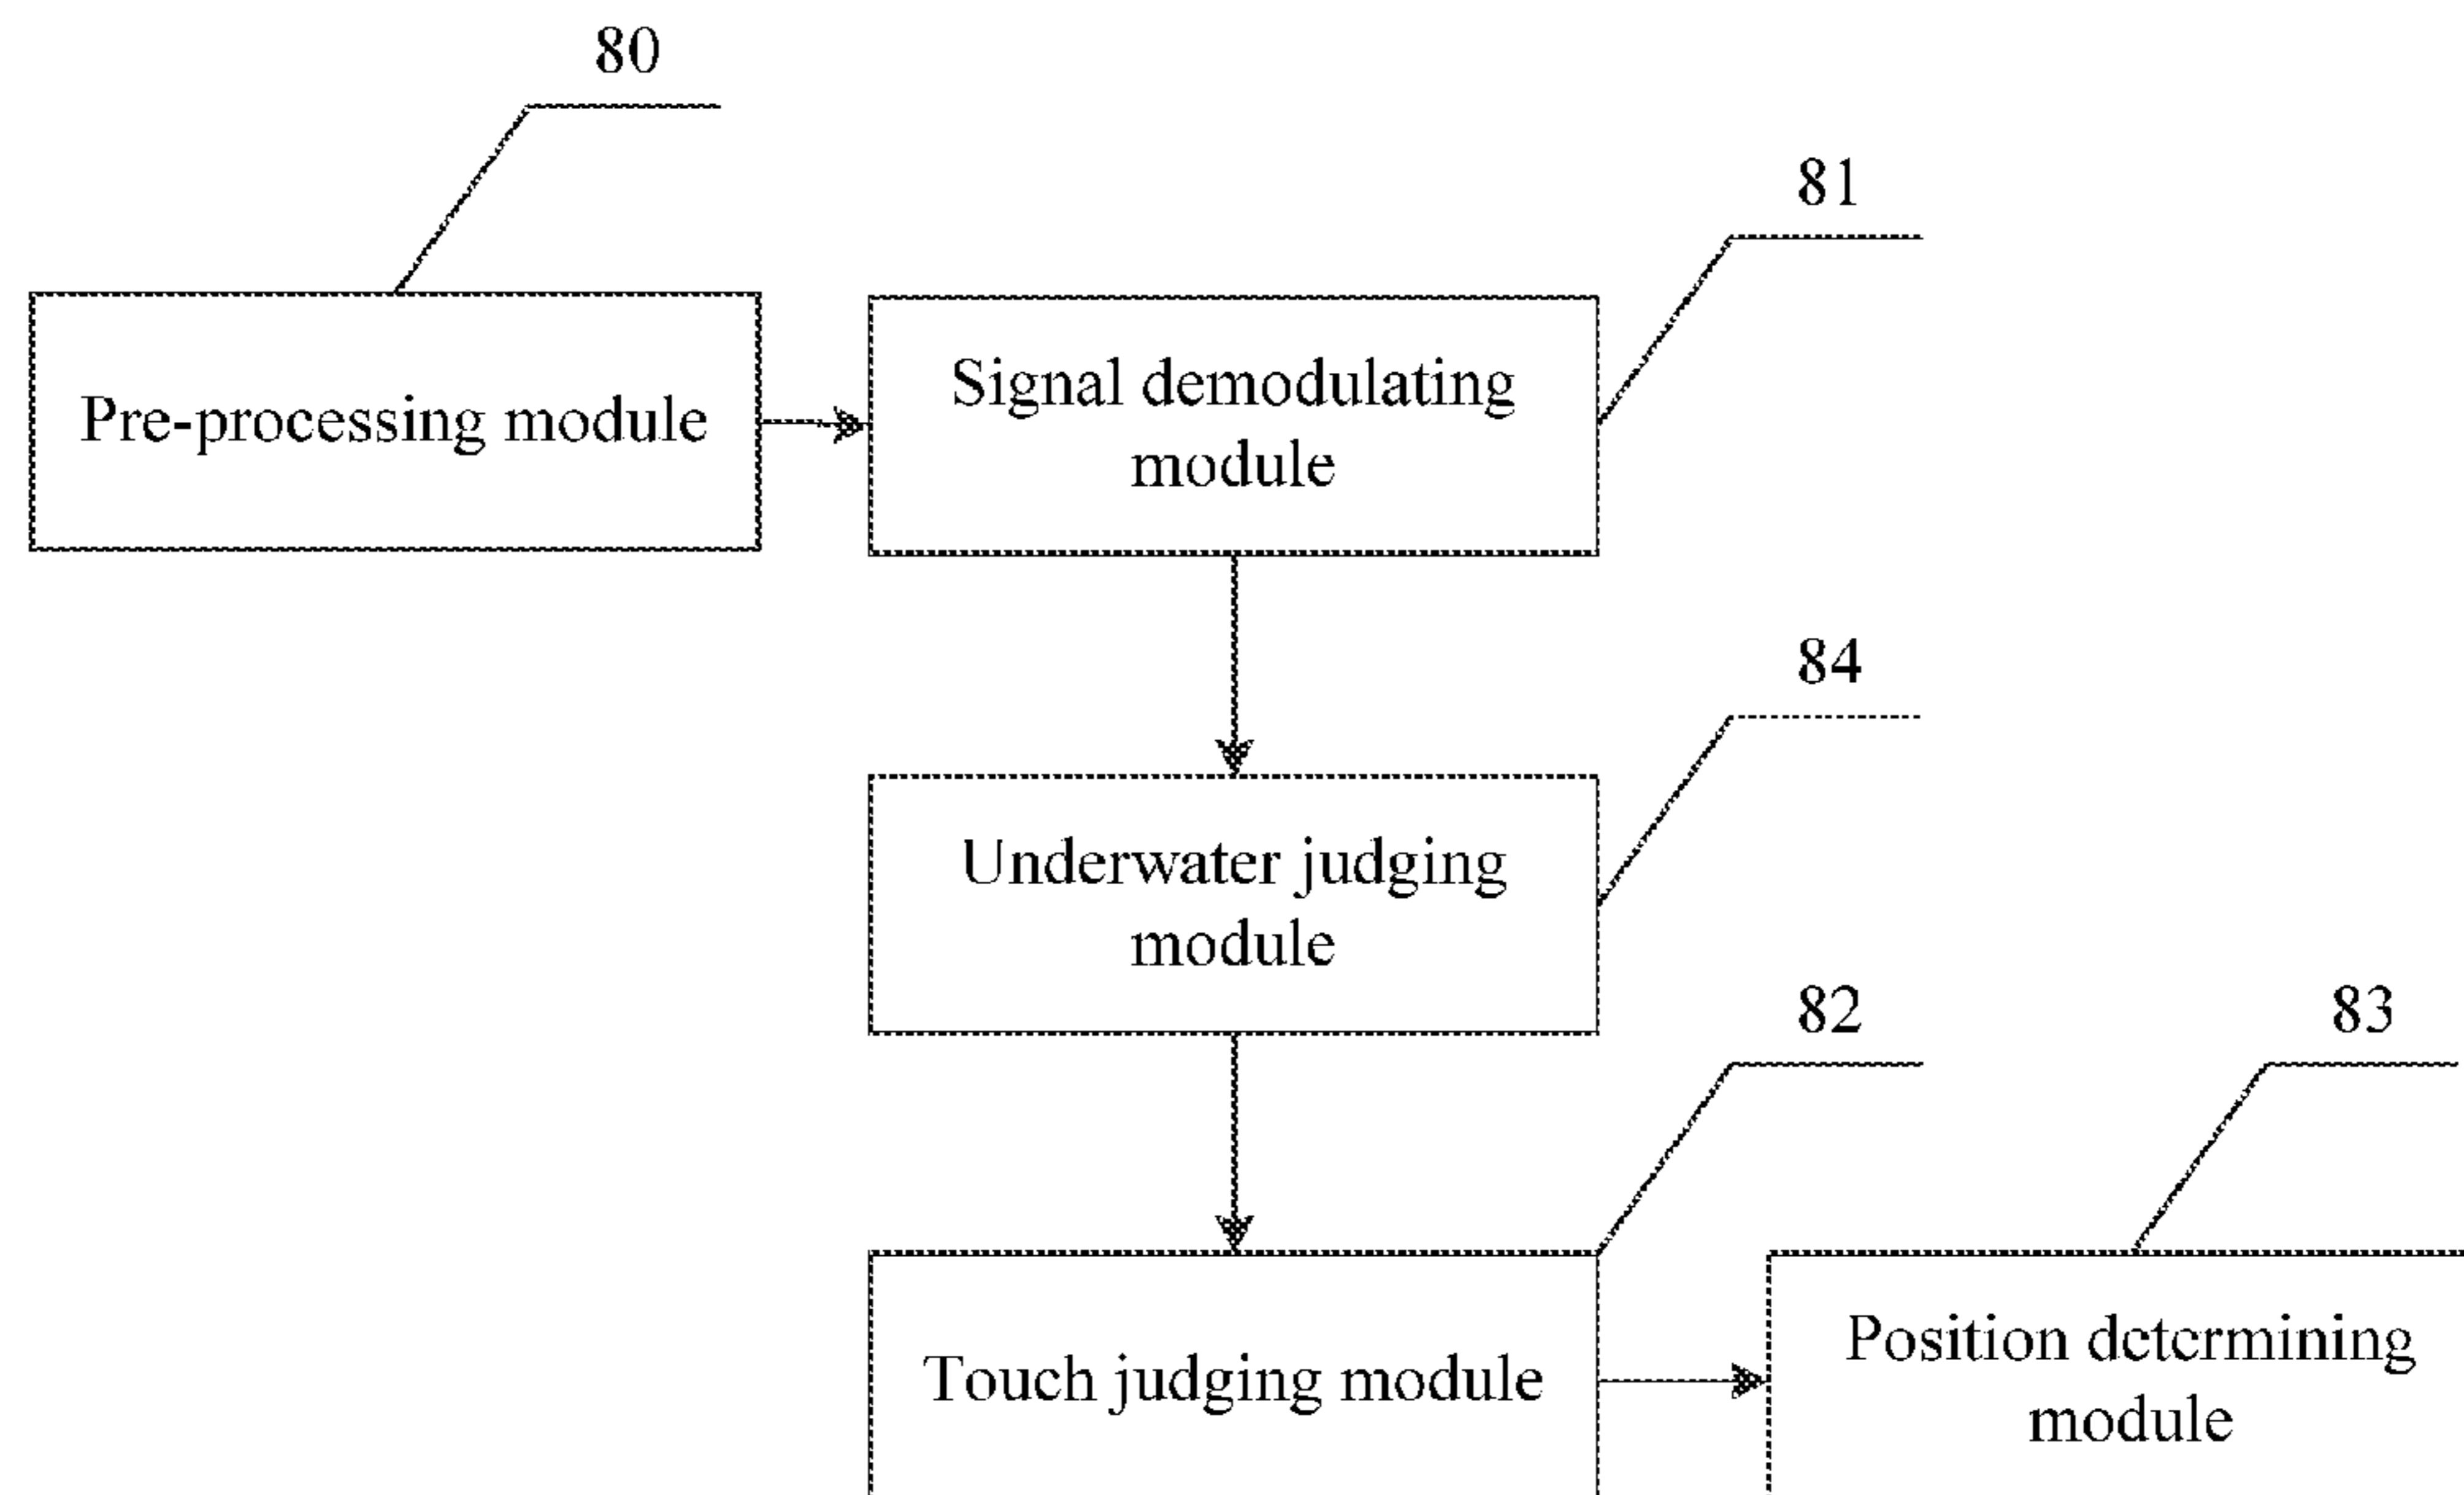 80
81
Pre-processing module
Signal demodulating
module
84
Underwater judging
module
82
83
Touch judging module
Position determining
module